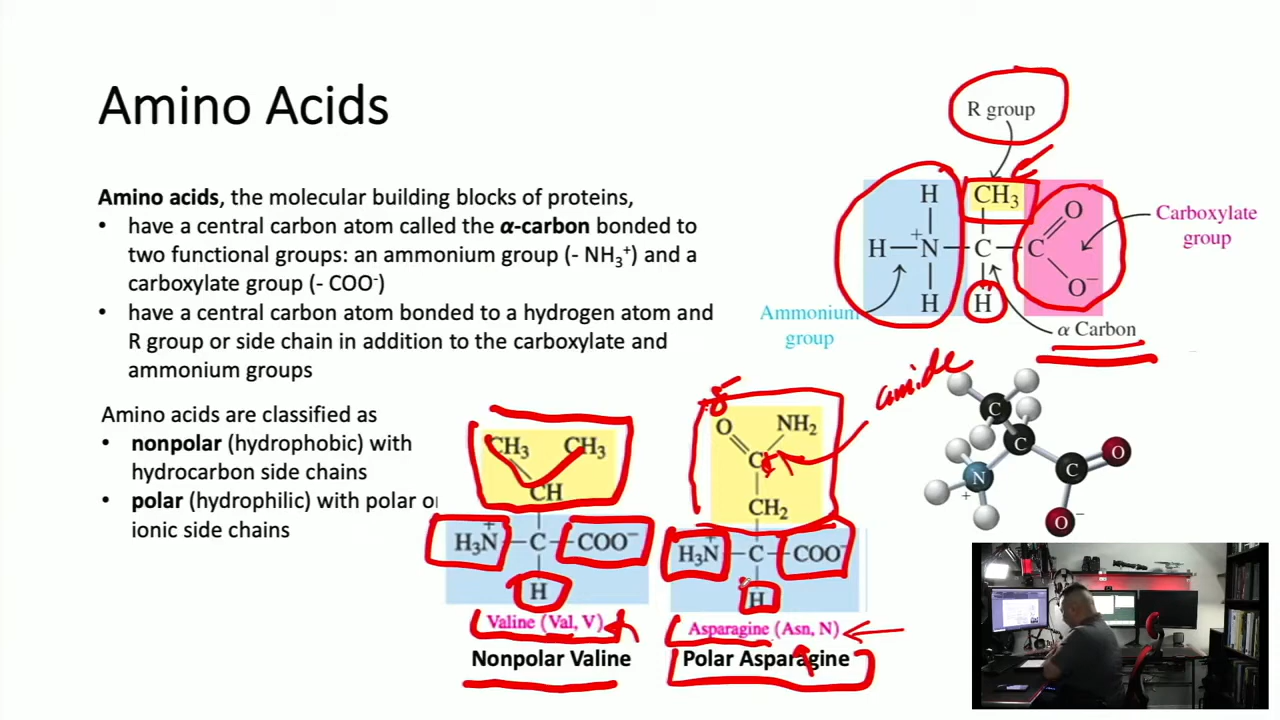 Amino Acids
Amino acids, the molecular building blocks of proteins,
• have a central carbon atom called the α-carbon bonded to
two functional groups: an ammonium group (- NH₃⁺) and a
carboxylate group (- COO⁻)
• have a central carbon atom bonded to a hydrogen atom and
R group or side chain in addition to the carboxylate and
ammonium groups
Amino acids are classified as
• nonpolar (hydrophobic) with
hydrocarbon side chains
• polar (hydrophilic) with polar or
ionic side chains
R group
H CH₃ O
H N⁺ C C
H H O⁻
Carboxylate
group
Ammonium
group
α Carbon
amide
CH₃ CH₃
CH
H₃N⁺ C COO⁻
H
Valine (Val, V)
Nonpolar Valine
δ⁻
O NH₂
C
CH₂
H₃N⁺ C COO⁻
H
Asparagine (Asn, N)
Polar Asparagine
C
C
C O
N⁺
O⁻